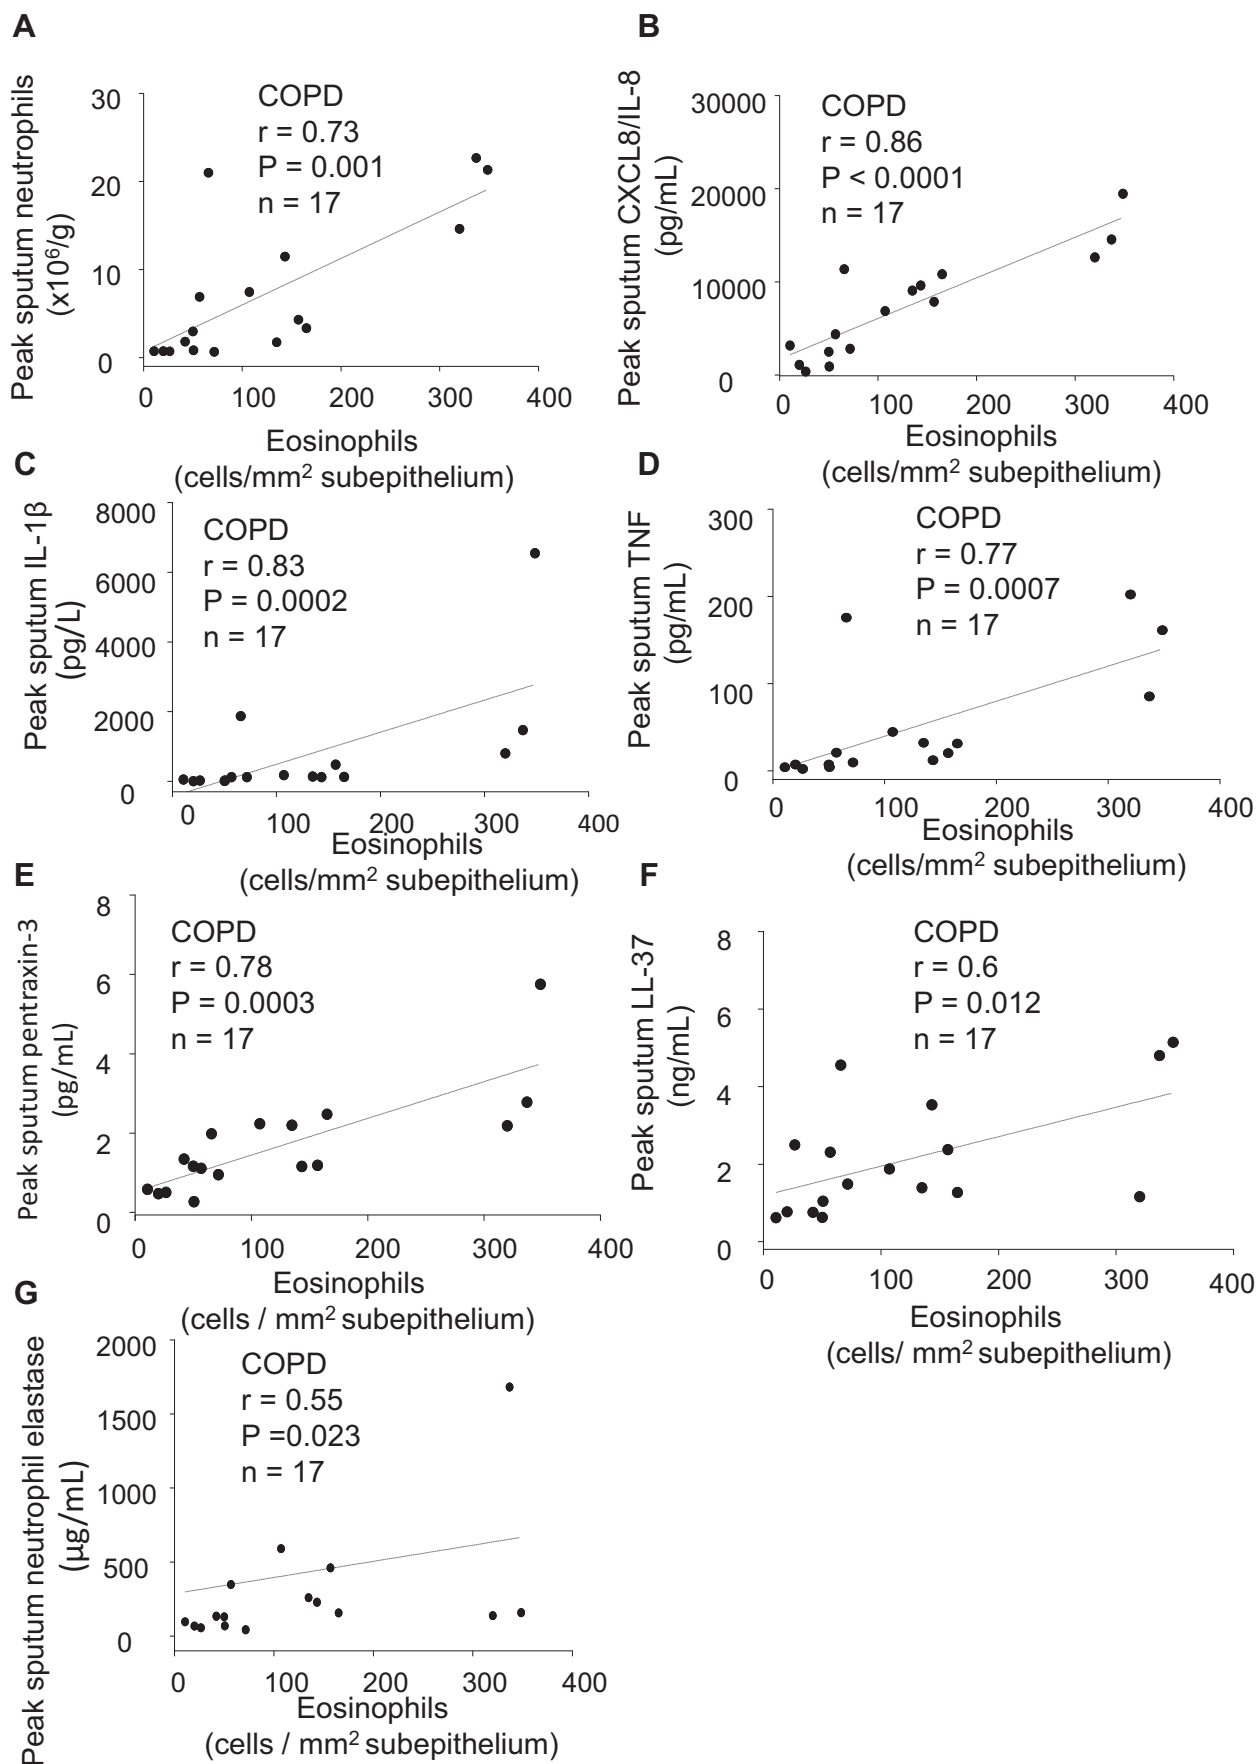 A
Peak sputum neutrophils
(x10⁶/g)
30
20
10
0
COPD
r = 0.73
P = 0.001
n = 17
0 100 200 300 400
Eosinophils
(cells/mm² subepithelium)
B
Peak sputum CXCL8/IL-8
(pg/mL)
30000
20000
10000
0
COPD
r = 0.86
P < 0.0001
n = 17
0 100 200 300 400
Eosinophils
(cells/mm² subepithelium)
C
Peak sputum IL-1β
(pg/L)
8000
6000
4000
2000
0
COPD
r = 0.83
P = 0.0002
n = 17
0 100 200 300 400
Eosinophils
(cells/mm² subepithelium)
D
Peak sputum TNF
(pg/mL)
300
200
100
0
COPD
r = 0.77
P = 0.0007
n = 17
0 100 200 300 400
Eosinophils
(cells/mm² subepithelium)
E
Peak sputum pentraxin-3
(pg/mL)
8
6
4
2
0
COPD
r = 0.78
P = 0.0003
n = 17
0 100 200 300 400
Eosinophils
(cells / mm² subepithelium)
F
Peak sputum LL-37
(ng/mL)
8
6
4
2
0
COPD
r = 0.6
P = 0.012
n = 17
0 100 200 300 400
Eosinophils
(cells/ mm² subepithelium)
G
Peak sputum neutrophil elastase
(µg/mL)
2000
1500
1000
500
0
COPD
r = 0.55
P =0.023
n = 17
0 100 200 300 400
Eosinophils
(cells / mm² subepithelium)